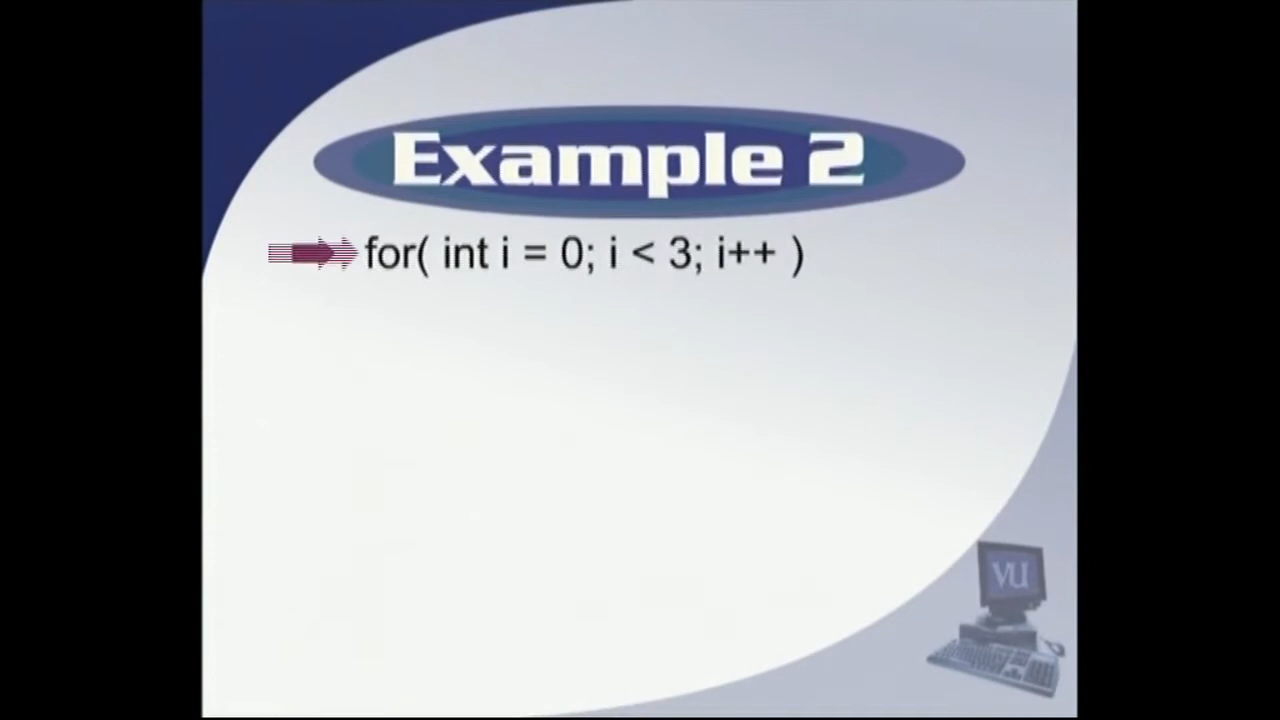 Example 2
for( int i = 0; i < 3; i++ )
VU